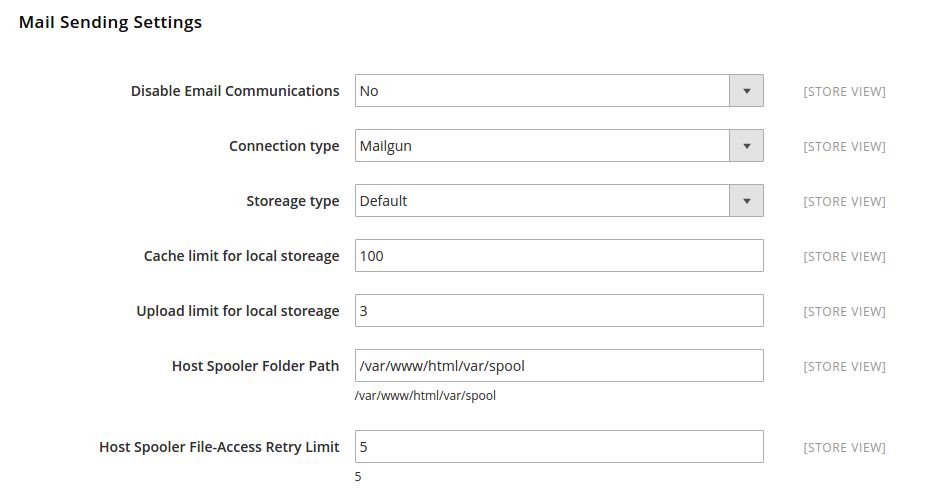 Mail Sending Settings
Disable Email Communications No [STORE VIEW]
Connection type Mailgun [STORE VIEW]
Storeage type Default [STORE VIEW]
Cache limit for local storeage 100 [STORE VIEW]
Upload limit for local storeage 3 [STORE VIEW]
Host Spooler Folder Path /var/www/html/var/spool [STORE VIEW]
/var/www/html/var/spool
Host Spooler File-Access Retry Limit 5 [STORE VIEW]
5